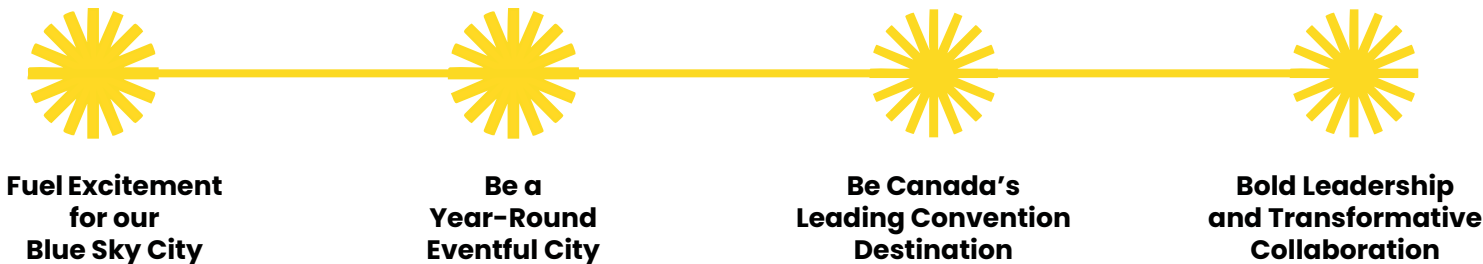 Fuel Excitement
for our
Blue Sky City
Be a
Year-Round
Eventful City
Be Canada’s
Leading Convention
Destination
Bold Leadership
and Transformative
Collaboration